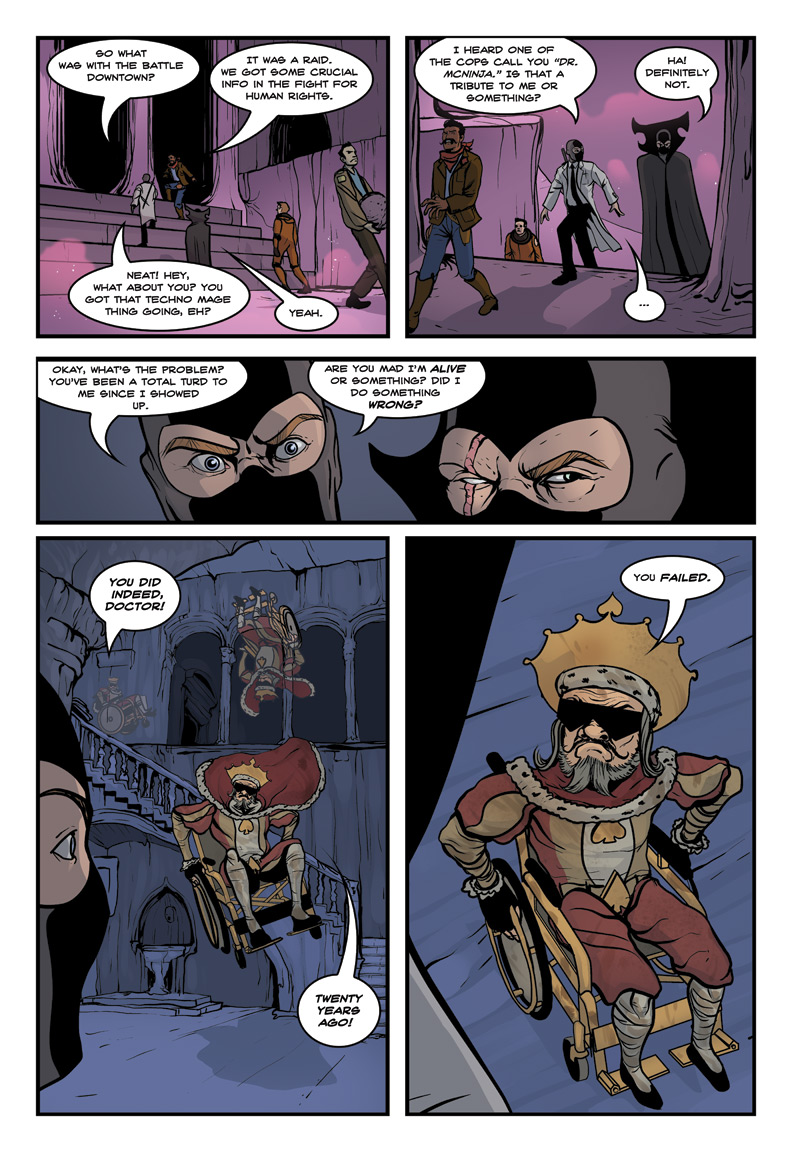 SO WHAT
WAS WITH THE BATTLE
DOWNTOWN?
IT WAS A RAID.
WE GOT SOME CRUCIAL
INFO IN THE FIGHT FOR
HUMAN RIGHTS.
NEAT! HEY,
WHAT ABOUT YOU? YOU
GOT THAT TECHNO MAGE
THING GOING, EH?
YEAH.
I HEARD ONE OF
THE COPS CALL YOU "DR.
MCNINJA." IS THAT A
TRIBUTE TO ME OR
SOMETHING?
HA!
DEFINITELY
NOT.
...
OKAY, WHAT'S THE PROBLEM?
YOU'VE BEEN A TOTAL TURD TO
ME SINCE I SHOWED
UP.
ARE YOU MAD I'M ALIVE
OR SOMETHING? DID I
DO SOMETHING
WRONG?
YOU DID
INDEED,
DOCTOR!
TWENTY
YEARS
AGO!
YOU FAILED.